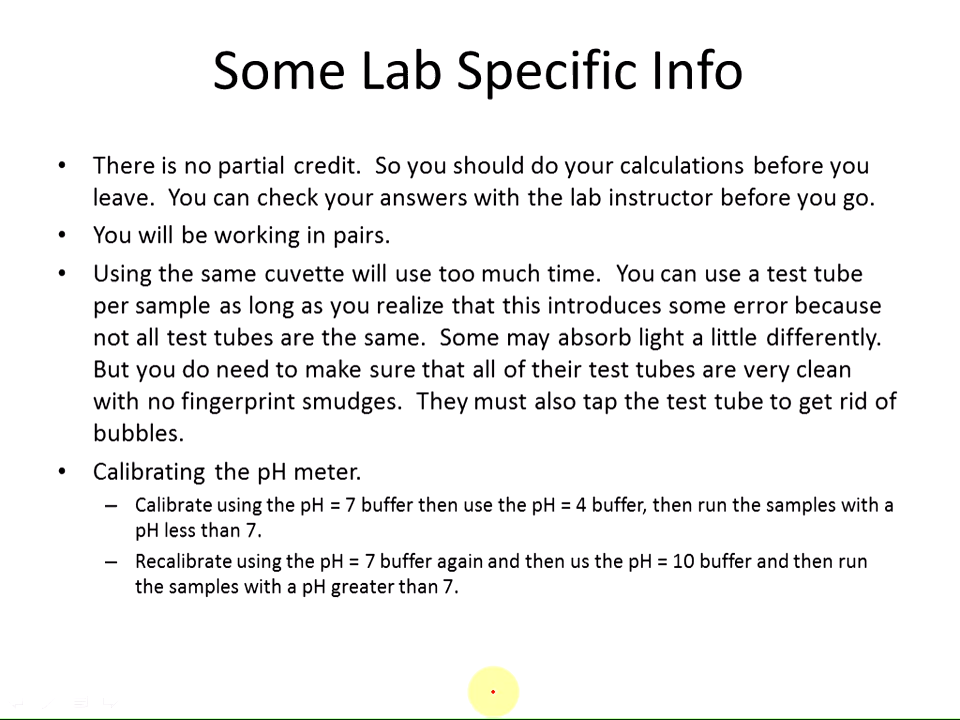 Some Lab Specific Info
• There is no partial credit. So you should do your calculations before you
leave. You can check your answers with the lab instructor before you go.
• You will be working in pairs.
• Using the same cuvette will use too much time. You can use a test tube
per sample as long as you realize that this introduces some error because
not all test tubes are the same. Some may absorb light a little differently.
But you do need to make sure that all of their test tubes are very clean
with no fingerprint smudges. They must also tap the test tube to get rid of
bubbles.
• Calibrating the pH meter.
– Calibrate using the pH = 7 buffer then use the pH = 4 buffer, then run the samples with a
pH less than 7.
– Recalibrate using the pH = 7 buffer again and then us the pH = 10 buffer and then run
the samples with a pH greater than 7.